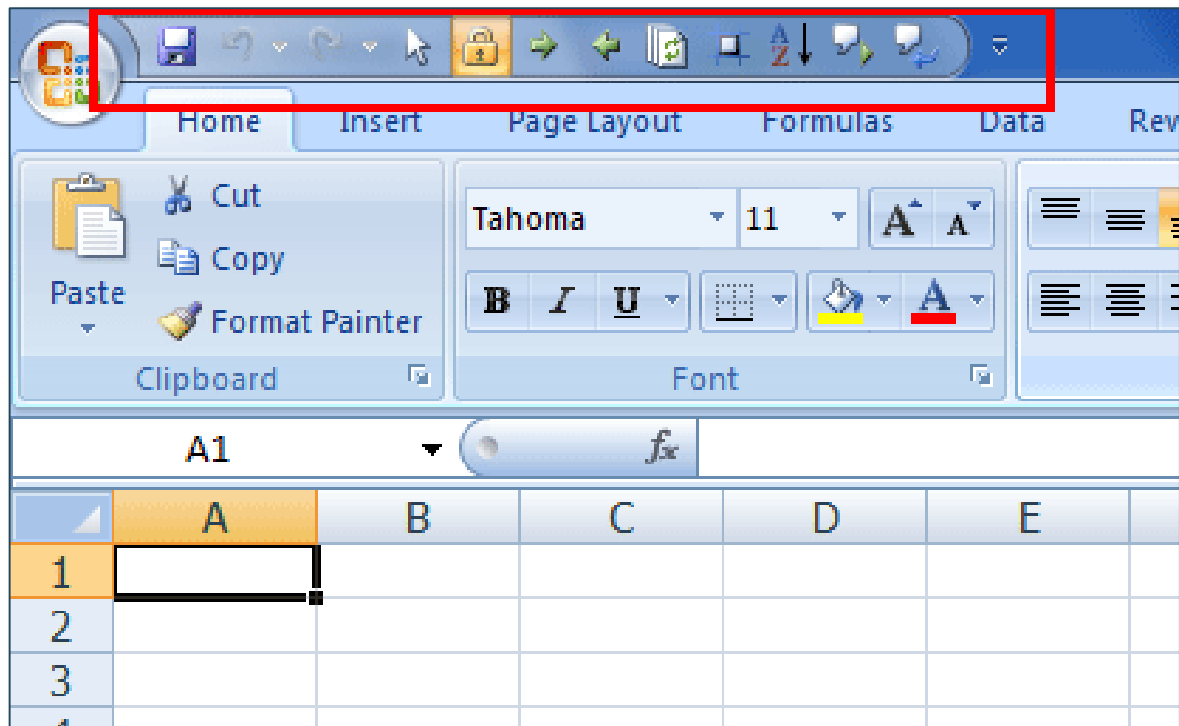 Home Insert Page Layout Formulas Data
Cut
Tahoma 11 A A
Copy
Paste
B I U A
Format Painter
Clipboard Font
A1 fx
A B C D E
1
2
3